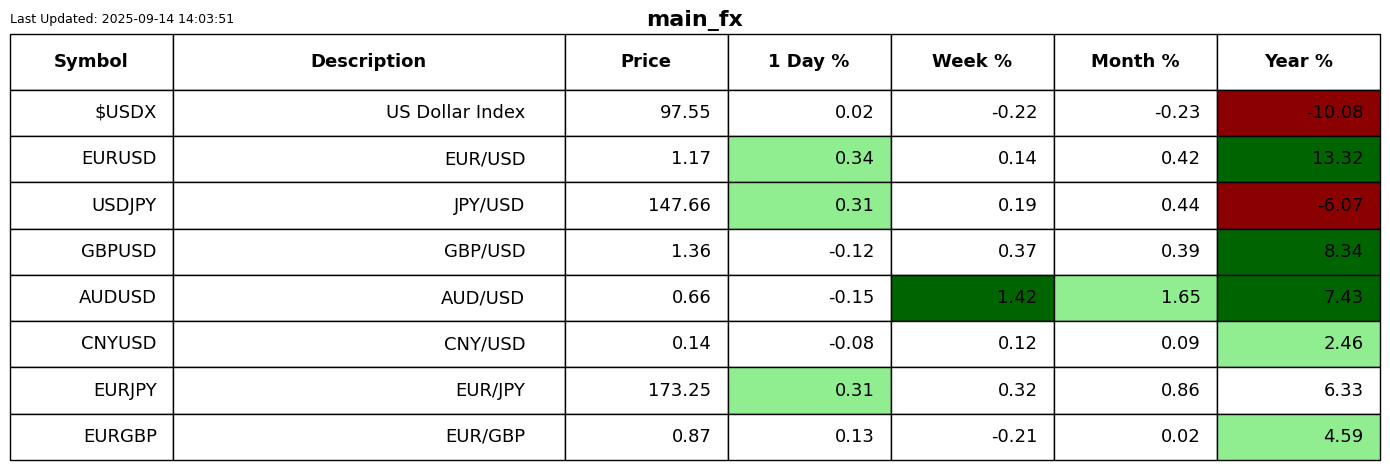 Last Updated: 2025-09-14 14:03:51
main_fx
Symbol Description Price 1 Day % Week % Month % Year %
$USDX US Dollar Index 97.55 0.02 -0.22 -0.23 -10.08
EURUSD EUR/USD 1.17 0.34 0.14 0.42 13.32
USDJPY JPY/USD 147.66 0.31 0.19 0.44 -6.07
GBPUSD GBP/USD 1.36 -0.12 0.37 0.39 8.34
AUDUSD AUD/USD 0.66 -0.15 1.42 1.65 7.43
CNYUSD CNY/USD 0.14 -0.08 0.12 0.09 2.46
EURJPY EUR/JPY 173.25 0.31 0.32 0.86 6.33
EURGBP EUR/GBP 0.87 0.13 -0.21 0.02 4.59